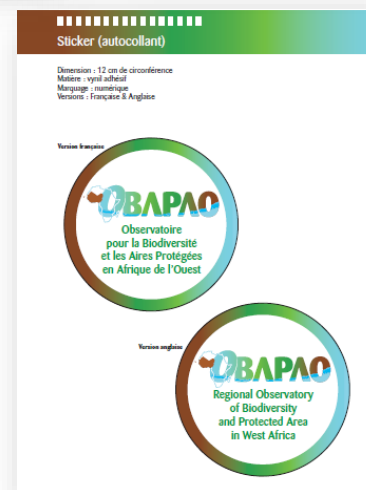 Sticker (autocollant)
Dimension : 12 cm de circonférence
Matière : vynil adhésif
Marquage : numérique
Versions : Française & Anglaise
Version française
OBAPAO
Observatoire
pour la Biodiversité
et les Aires Protégées
en Afrique de l'Ouest
Version anglaise
OBAPAO
Regional Observatory
of Biodiversity
and Protected Area
in West Africa